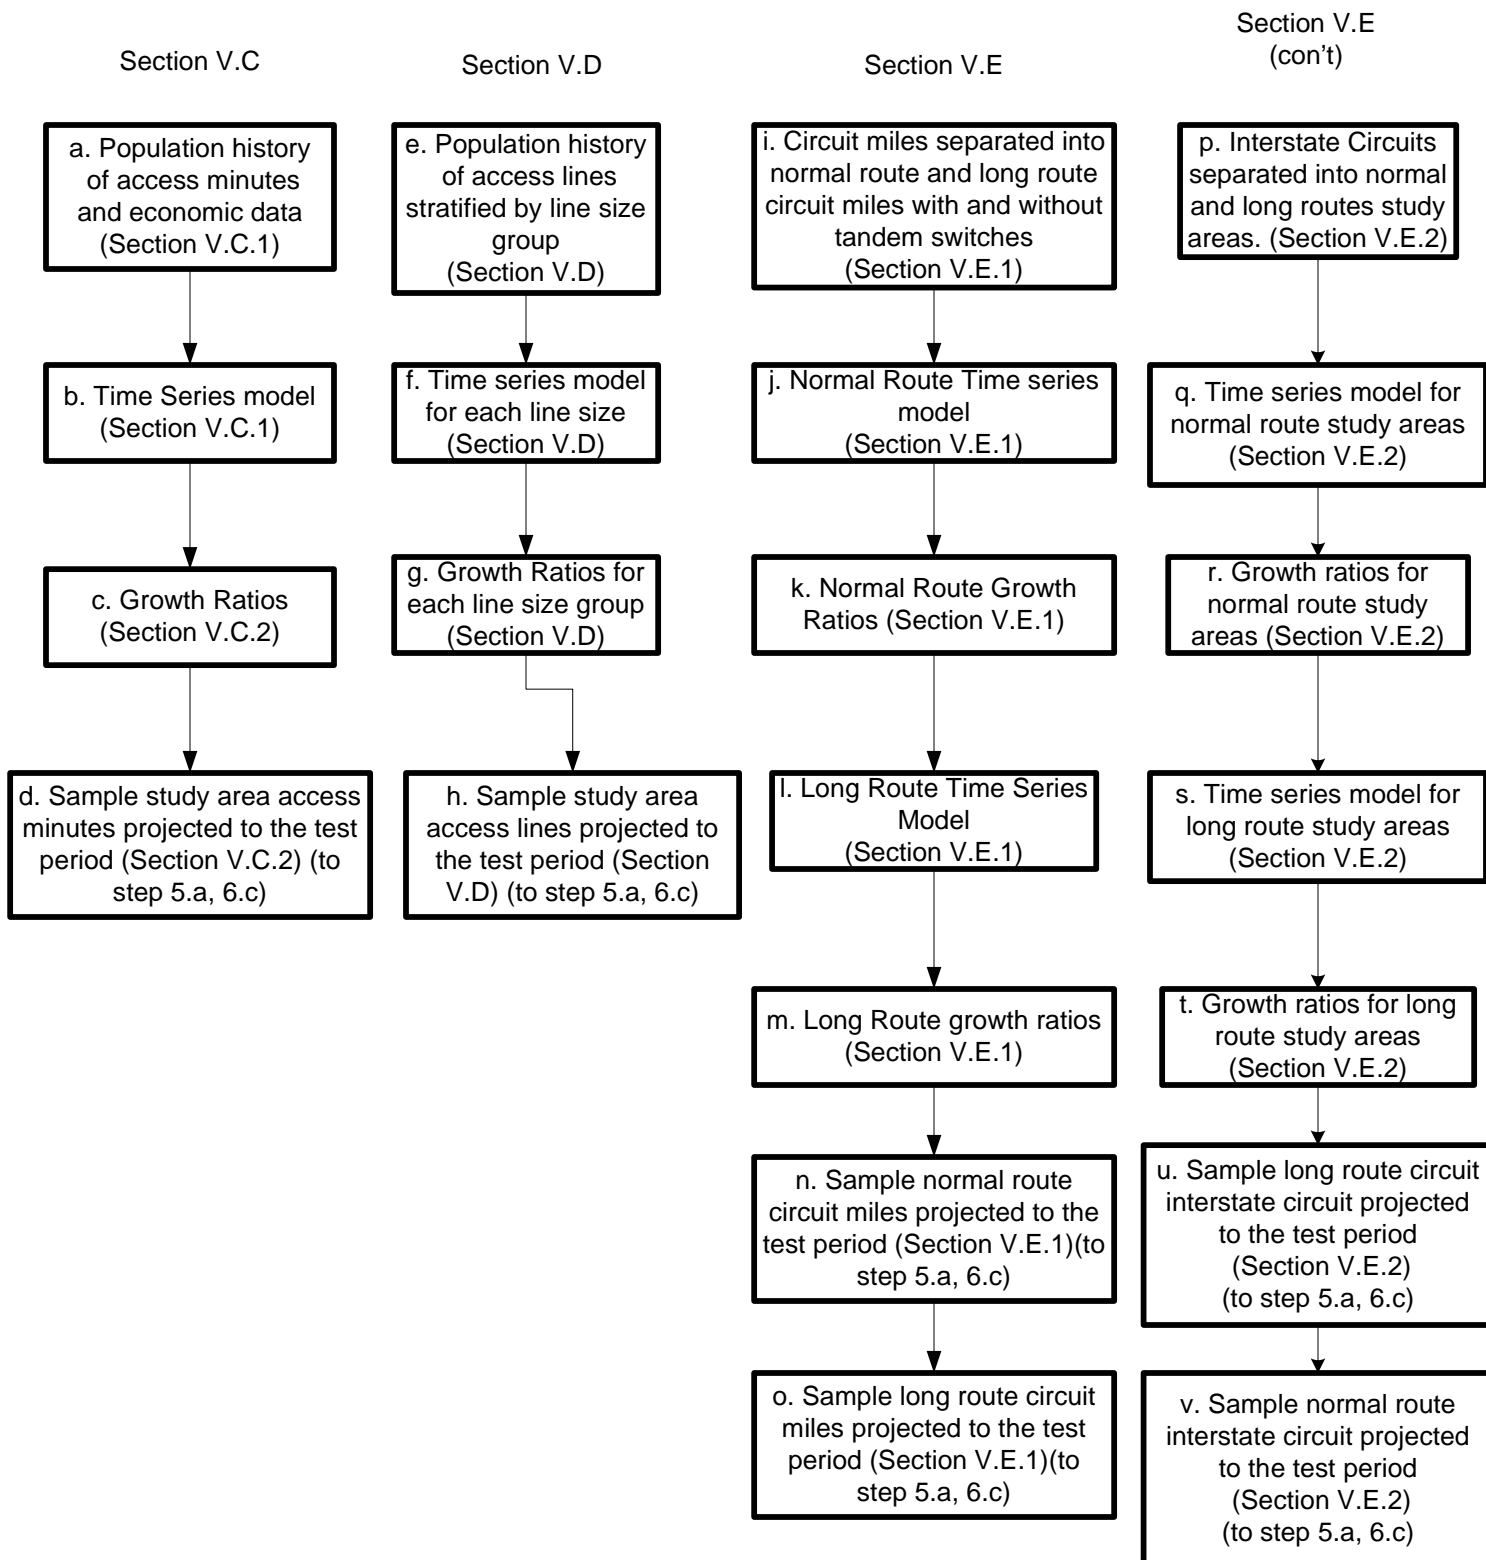 Section V.C
a. Population history
of access minutes
and economic data
(Section V.C.1)
b. Time Series model
(Section V.C.1)
c. Growth Ratios
(Section V.C.2)
d. Sample study area access
minutes projected to the test
period (Section V.C.2) (to
step 5.a, 6.c)
Section V.D
e. Population history
of access lines
stratified by line size
group
(Section V.D)
f. Time series model
for each line size
(Section V.D)
g. Growth Ratios for
each line size group
(Section V.D)
h. Sample study area
access lines projected to
the test period (Section
V.D) (to step 5.a, 6.c)
Section V.E
i. Circuit miles separated into
normal route and long route
circuit miles with and without
tandem switches
(Section V.E.1)
j. Normal Route Time series
model
(Section V.E.1)
k. Normal Route Growth
Ratios (Section V.E.1)
l. Long Route Time Series
Model
(Section V.E.1)
m. Long Route growth ratios
(Section V.E.1)
n. Sample normal route
circuit miles projected to the
test period (Section V.E.1)(to
step 5.a, 6.c)
o. Sample long route circuit
miles projected to the test
period (Section V.E.1)(to
step 5.a, 6.c)
Section V.E
(con’t)
p. Interstate Circuits
separated into normal
and long routes study
areas. (Section V.E.2)
q. Time series model for
normal route study areas
(Section V.E.2)
r. Growth ratios for
normal route study
areas (Section V.E.2)
s. Time series model for
long route study areas
(Section V.E.2)
t. Growth ratios for long
route study areas
(Section V.E.2)
u. Sample long route circuit
interstate circuit projected
to the test period
(Section V.E.2)
(to step 5.a, 6.c)
v. Sample normal route
interstate circuit projected
to the test period
(Section V.E.2)
(to step 5.a, 6.c)